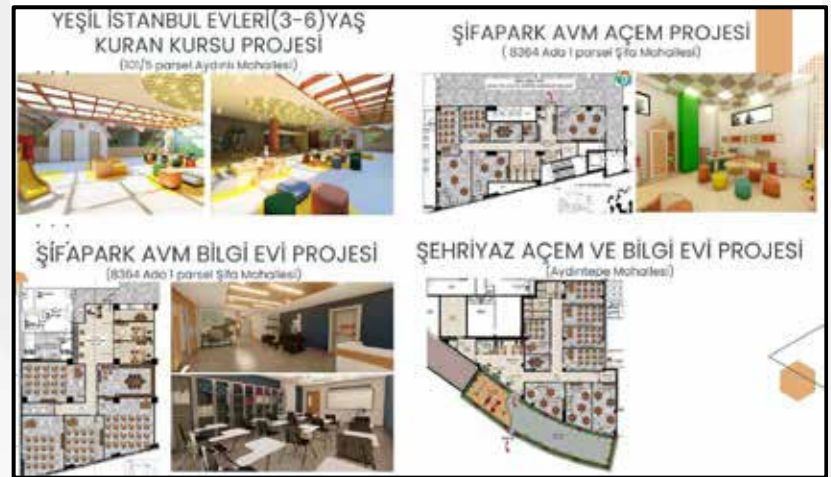 YEŞİL İSTANBUL EVLERİ(3-6)YAŞ
KURAN KURSU PROJESİ
(101/5 parsel Aydınlı Mahallesi)
ŞİFAPARK AVM AÇEM PROJESİ
( 8364 Ada 1 parsel Şifa Mahallesi)
ŞİFAPARK AVM BİLGİ EVİ PROJESİ
(8364 Ada 1 parsel Şifa Mahallesi)
ŞEHRİYAZ AÇEM VE BİLGİ EVİ PROJESİ
(Aydıntepe Mahallesi)